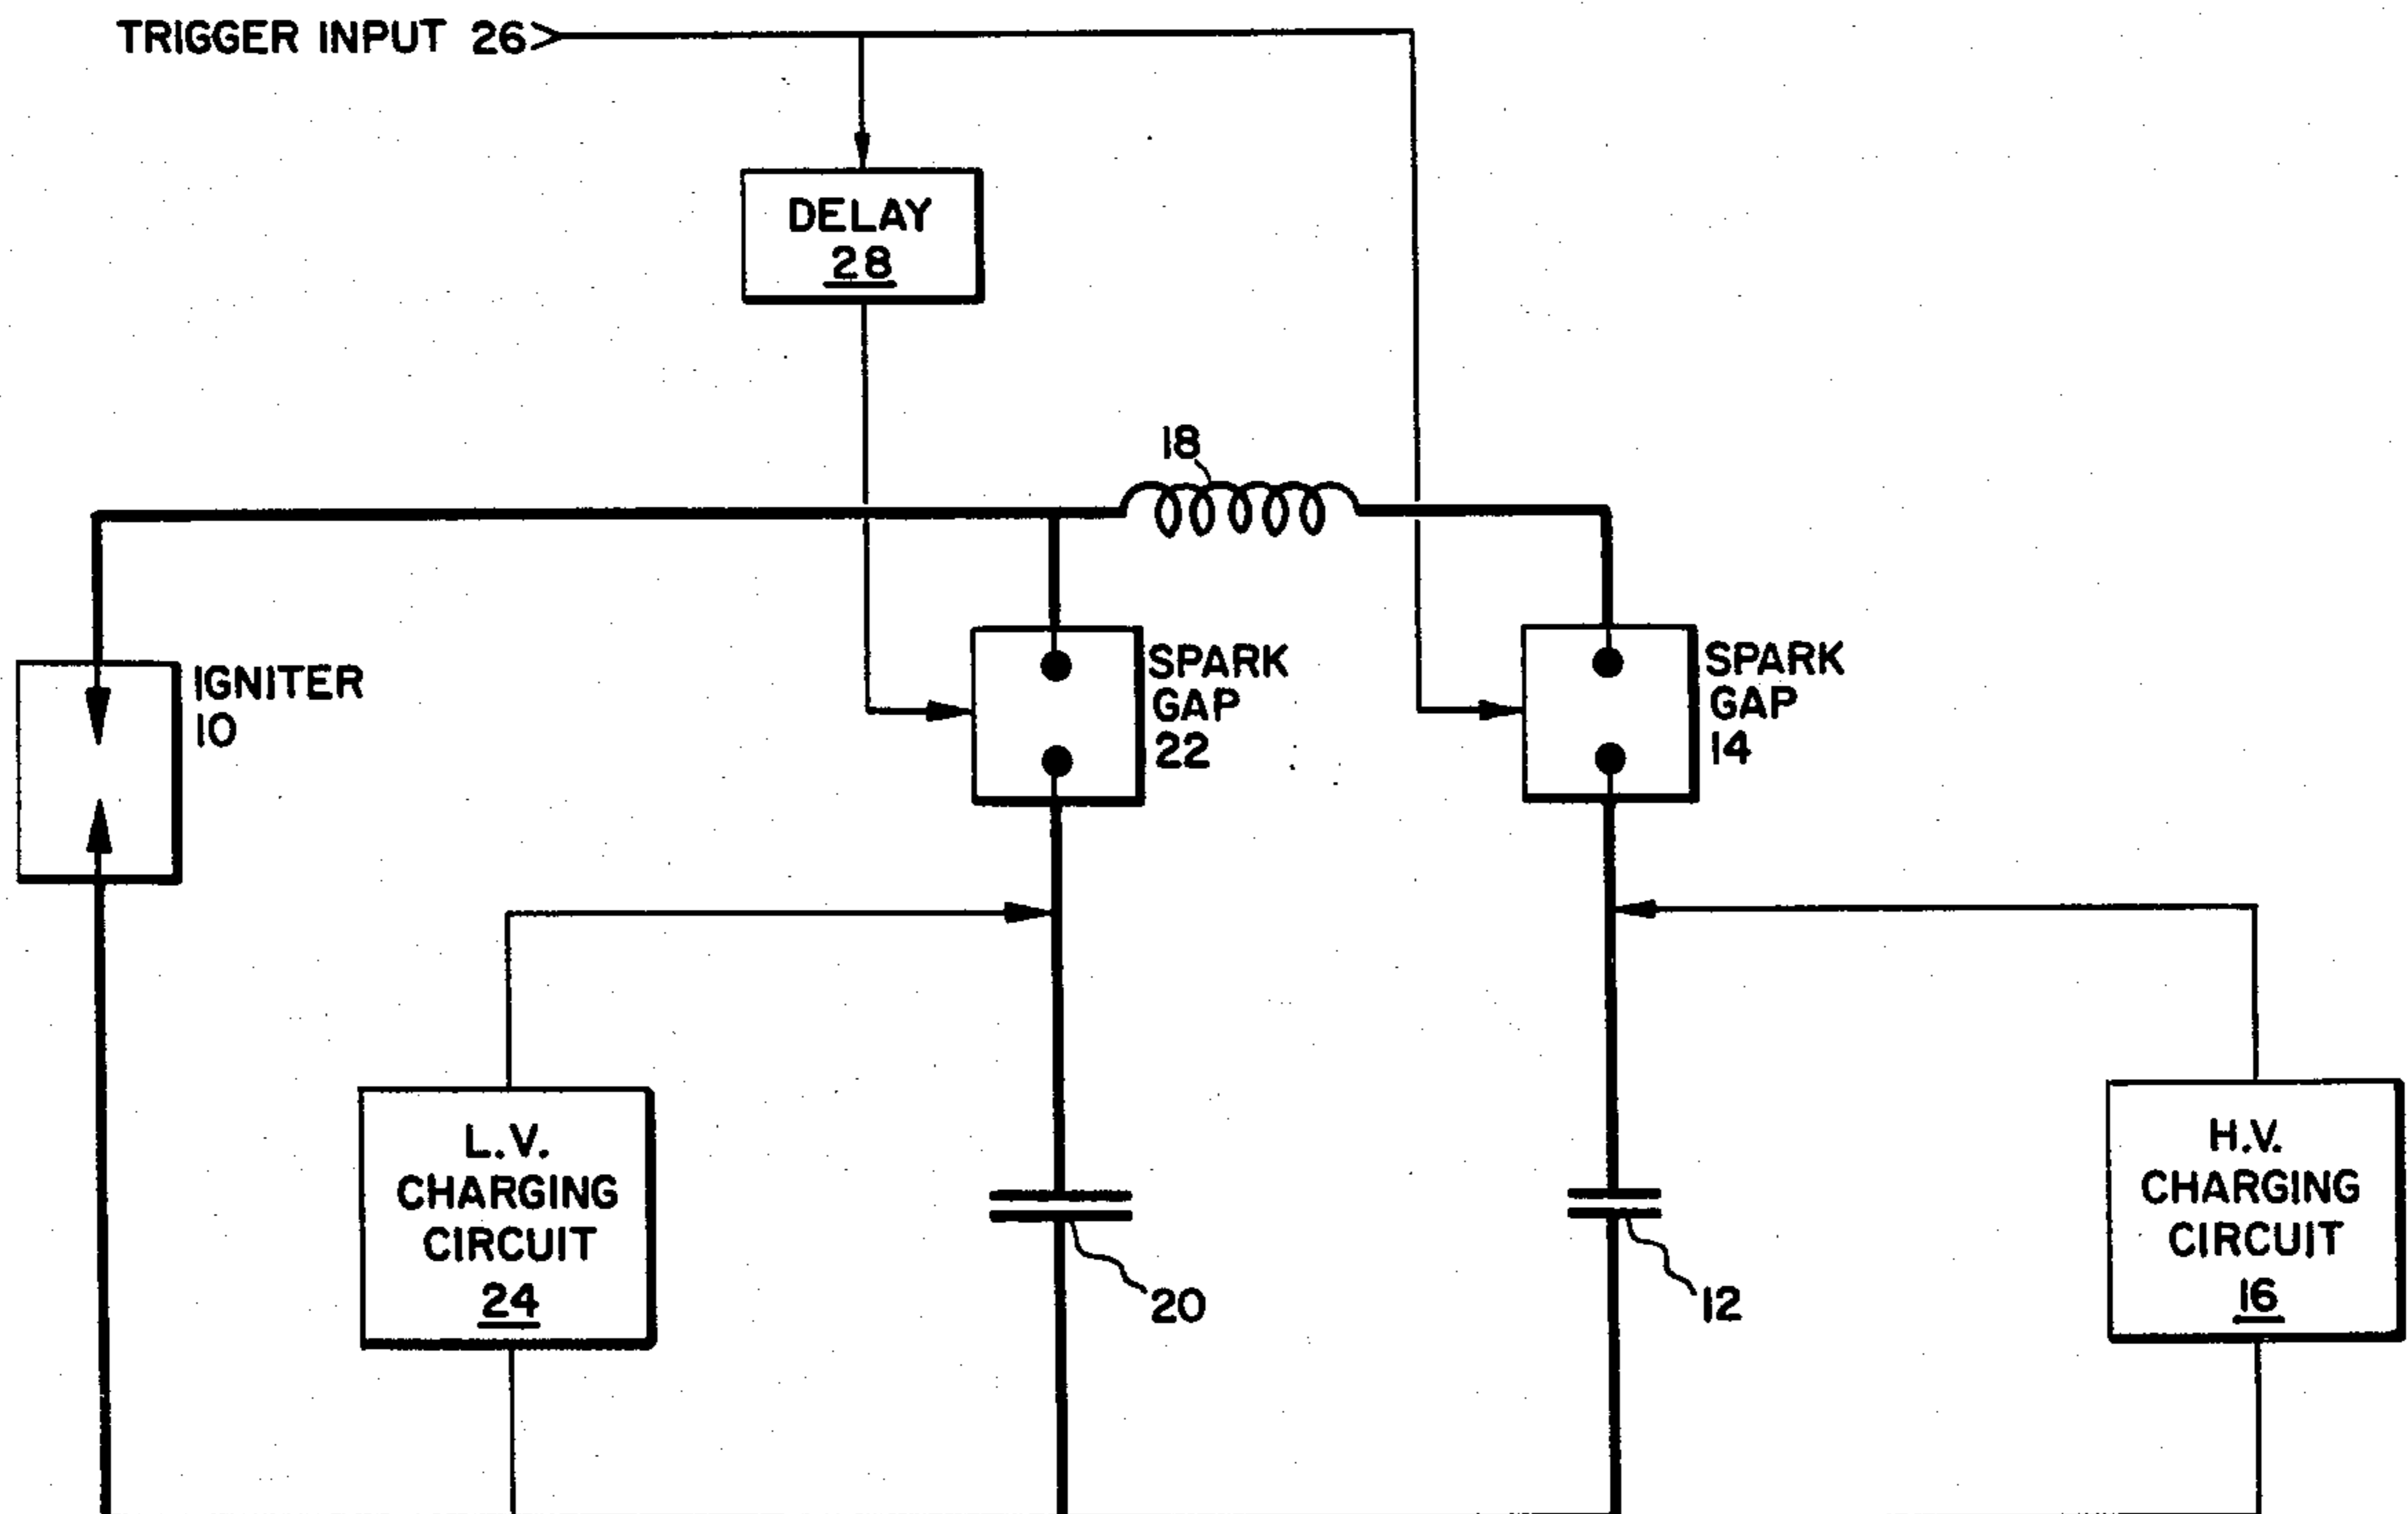 TRIGGER INPUT 26
DELAY
28
18
IGNITER
10
SPARK
GAP
22
SPARK
GAP
14
L.V.
CHARGING
CIRCUIT
24
20
12
H.V.
CHARGING
CIRCUIT
16